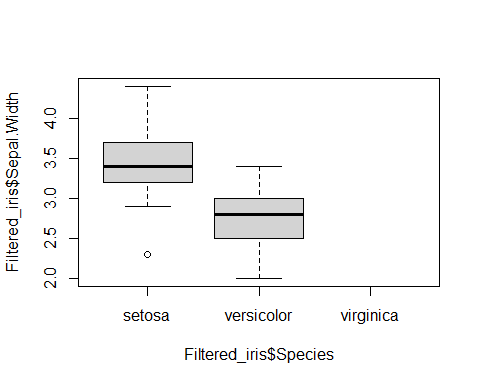 Filtered_iris$Sepal.Width
4.0
3.5
3.0
2.5
2.0
setosa versicolor virginica
Filtered_iris$Species